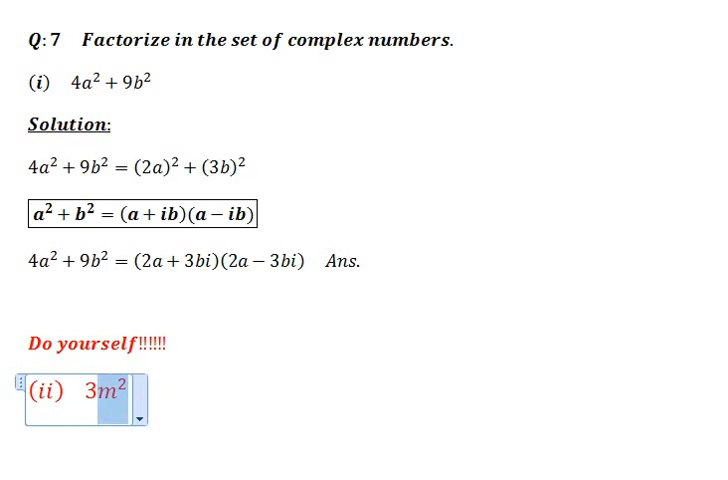 Q: 7 Factorize in the set of complex numbers.
(i) 4a² + 9b²
Solution:
4a² + 9b² = (2a)² + (3b)²
a² + b² = (a + ib)(a − ib)
4a² + 9b² = (2a + 3bi)(2a − 3bi) Ans.
Do yourself!!!!!!
(ii) 3m²